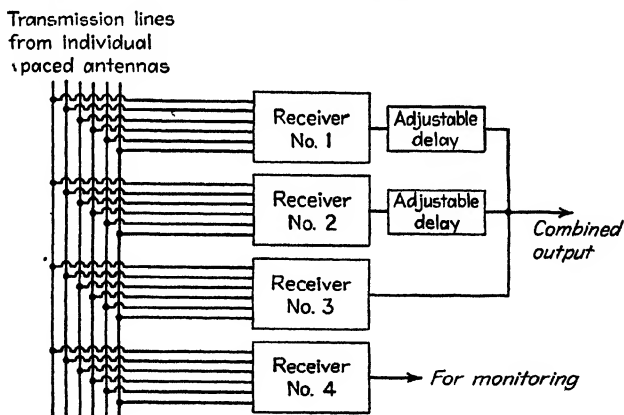 Transmission lines
from individual
spaced antennas
Receiver
No. 1
Adjustable
delay
Receiver
No. 2
Adjustable
delay
Combined
output
Receiver
No. 3
Receiver
No. 4
For monitoring